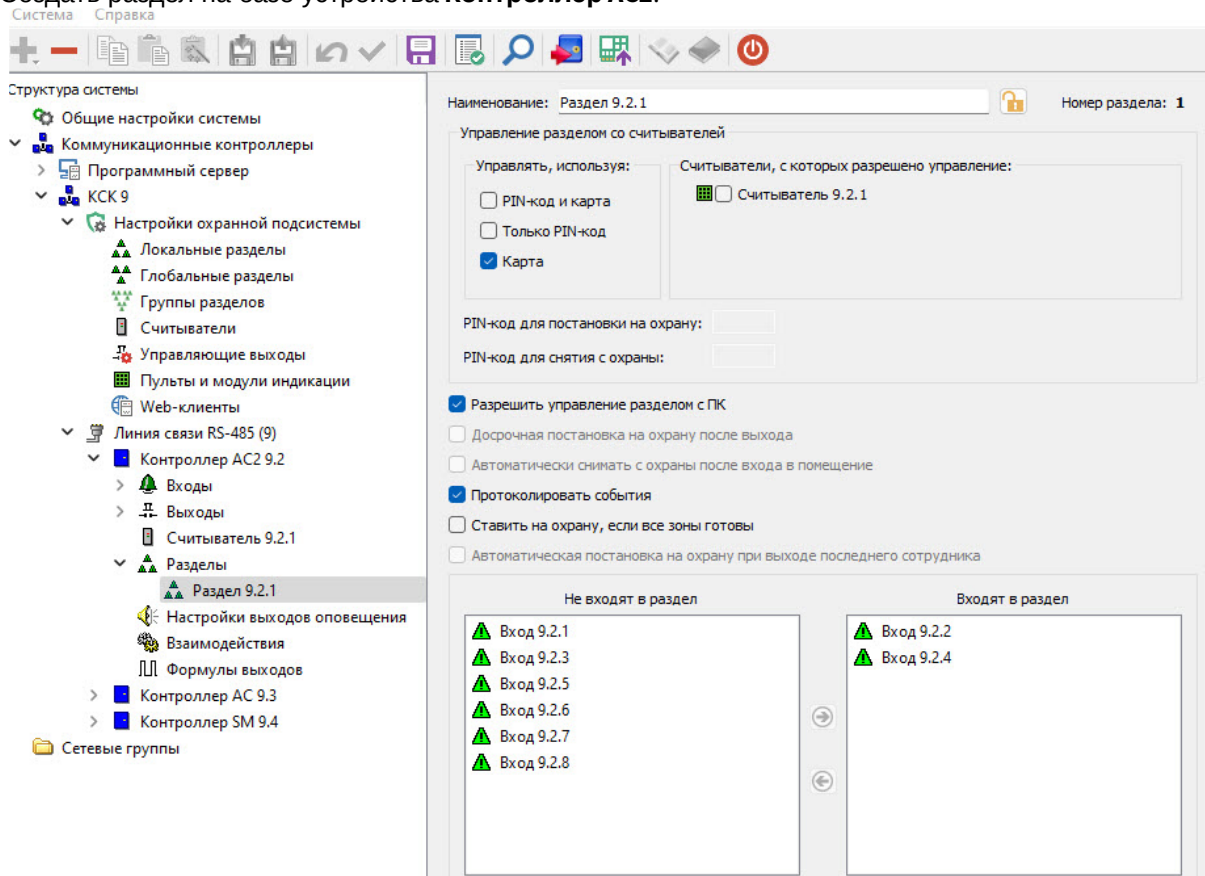 Создать раздел на базе устройства Контроллер AC2.
Система Справка
Структура системы
Общие настройки системы
Коммуникационные контроллеры
Программный сервер
КСК 9
Настройки охранной подсистемы
Локальные разделы
Глобальные разделы
Группы разделов
Считыватели
Управляющие выходы
Пульты и модули индикации
Web-клиенты
Линия связи RS-485 (9)
Контроллер AC2 9.2
Входы
Выходы
Считыватель 9.2.1
Разделы
Раздел 9.2.1
Настройки выходов оповещения
Взаимодействия
Формулы выходов
Контроллер AC 9.3
Контроллер SM 9.4
Сетевые группы
Наименование: Раздел 9.2.1 Номер раздела: 1
Управление разделом со считывателей
Управлять, используя: Считыватели, с которых разрешено управление:
PIN-код и карта Считыватель 9.2.1
Только PIN-код
Карта
PIN-код для постановки на охрану:
PIN-код для снятия с охраны:
Разрешить управление разделом с ПК
Досрочная постановка на охрану после выхода
Автоматически снимать с охраны после входа в помещение
Протоколировать события
Ставить на охрану, если все зоны готовы
Автоматическая постановка на охрану при выходе последнего сотрудника
Не входят в раздел Входят в раздел
Вход 9.2.1 Вход 9.2.2
Вход 9.2.3 Вход 9.2.4
Вход 9.2.5
Вход 9.2.6
Вход 9.2.7
Вход 9.2.8